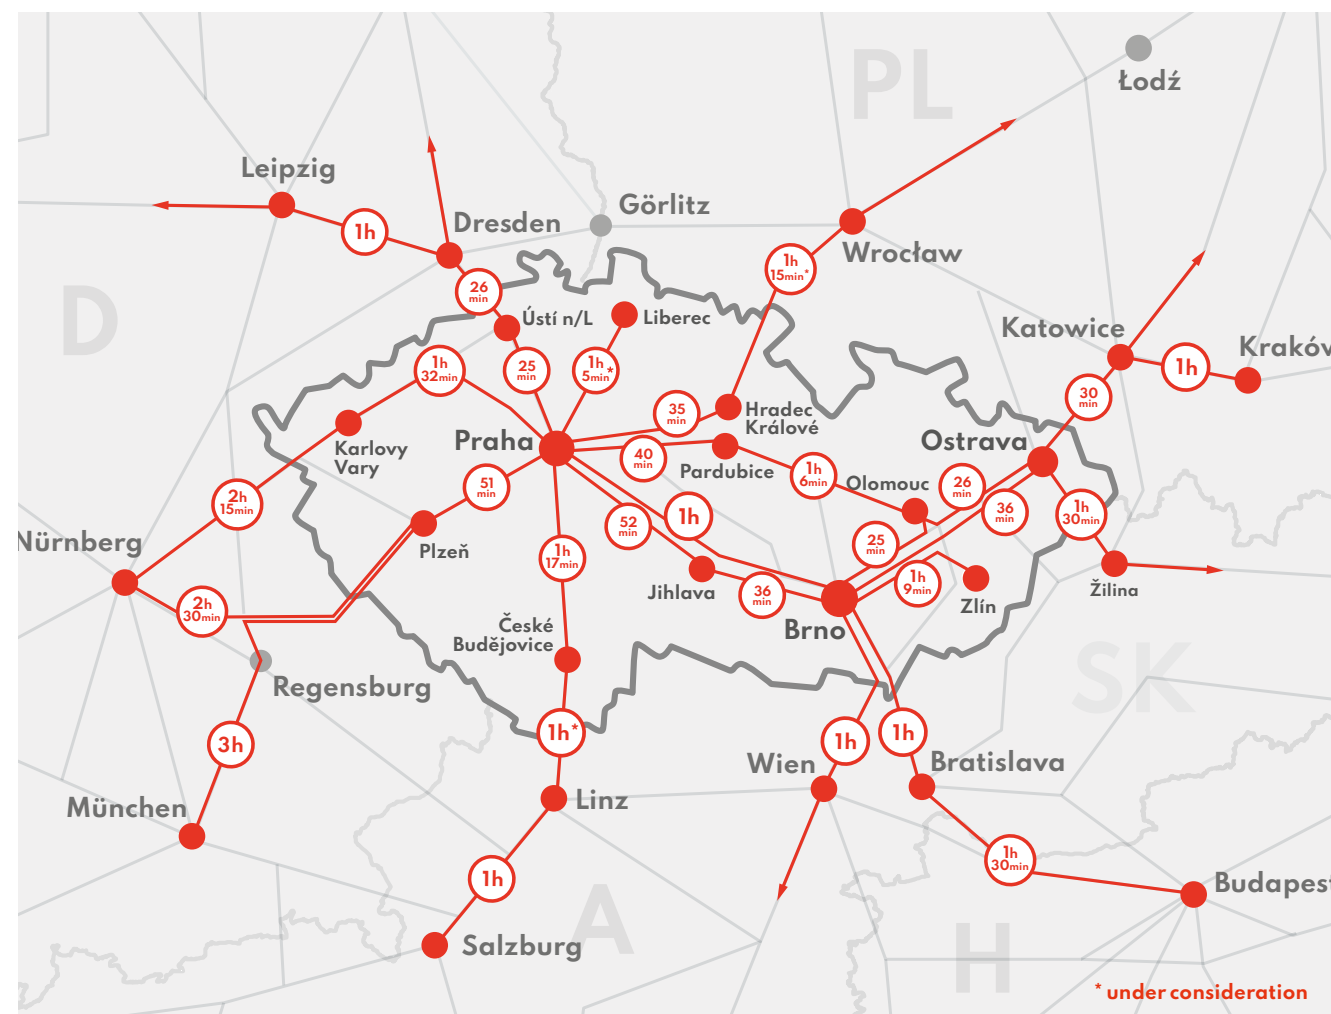 PL
Łodź
Leipzig
1h
Dresden
Görlitz
Wrocław
1h
15min*
D
26
min
Ústí n/L
Liberec
Katowice
Kraków
1h
1h
32min
25
min
1h
5min*
30
min
35
min
Hradec
Králové
Karlovy
Vary
Praha
40
min
Pardubice
Ostrava
1h
6min
Olomouc
26
min
51
min
2h
15min
1h
52
min
36
min
1h
30min
Nürnberg
Plzeň
25
min
1h
17min
Jihlava
36
min
1h
9min
Zlín
Žilina
2h
30min
České
Budějovice
Brno
Regensburg
SK
3h
1h*
1h
1h
Wien
Bratislava
München
Linz
1h
30min
1h
Budapest
A
Salzburg
H
* under consideration